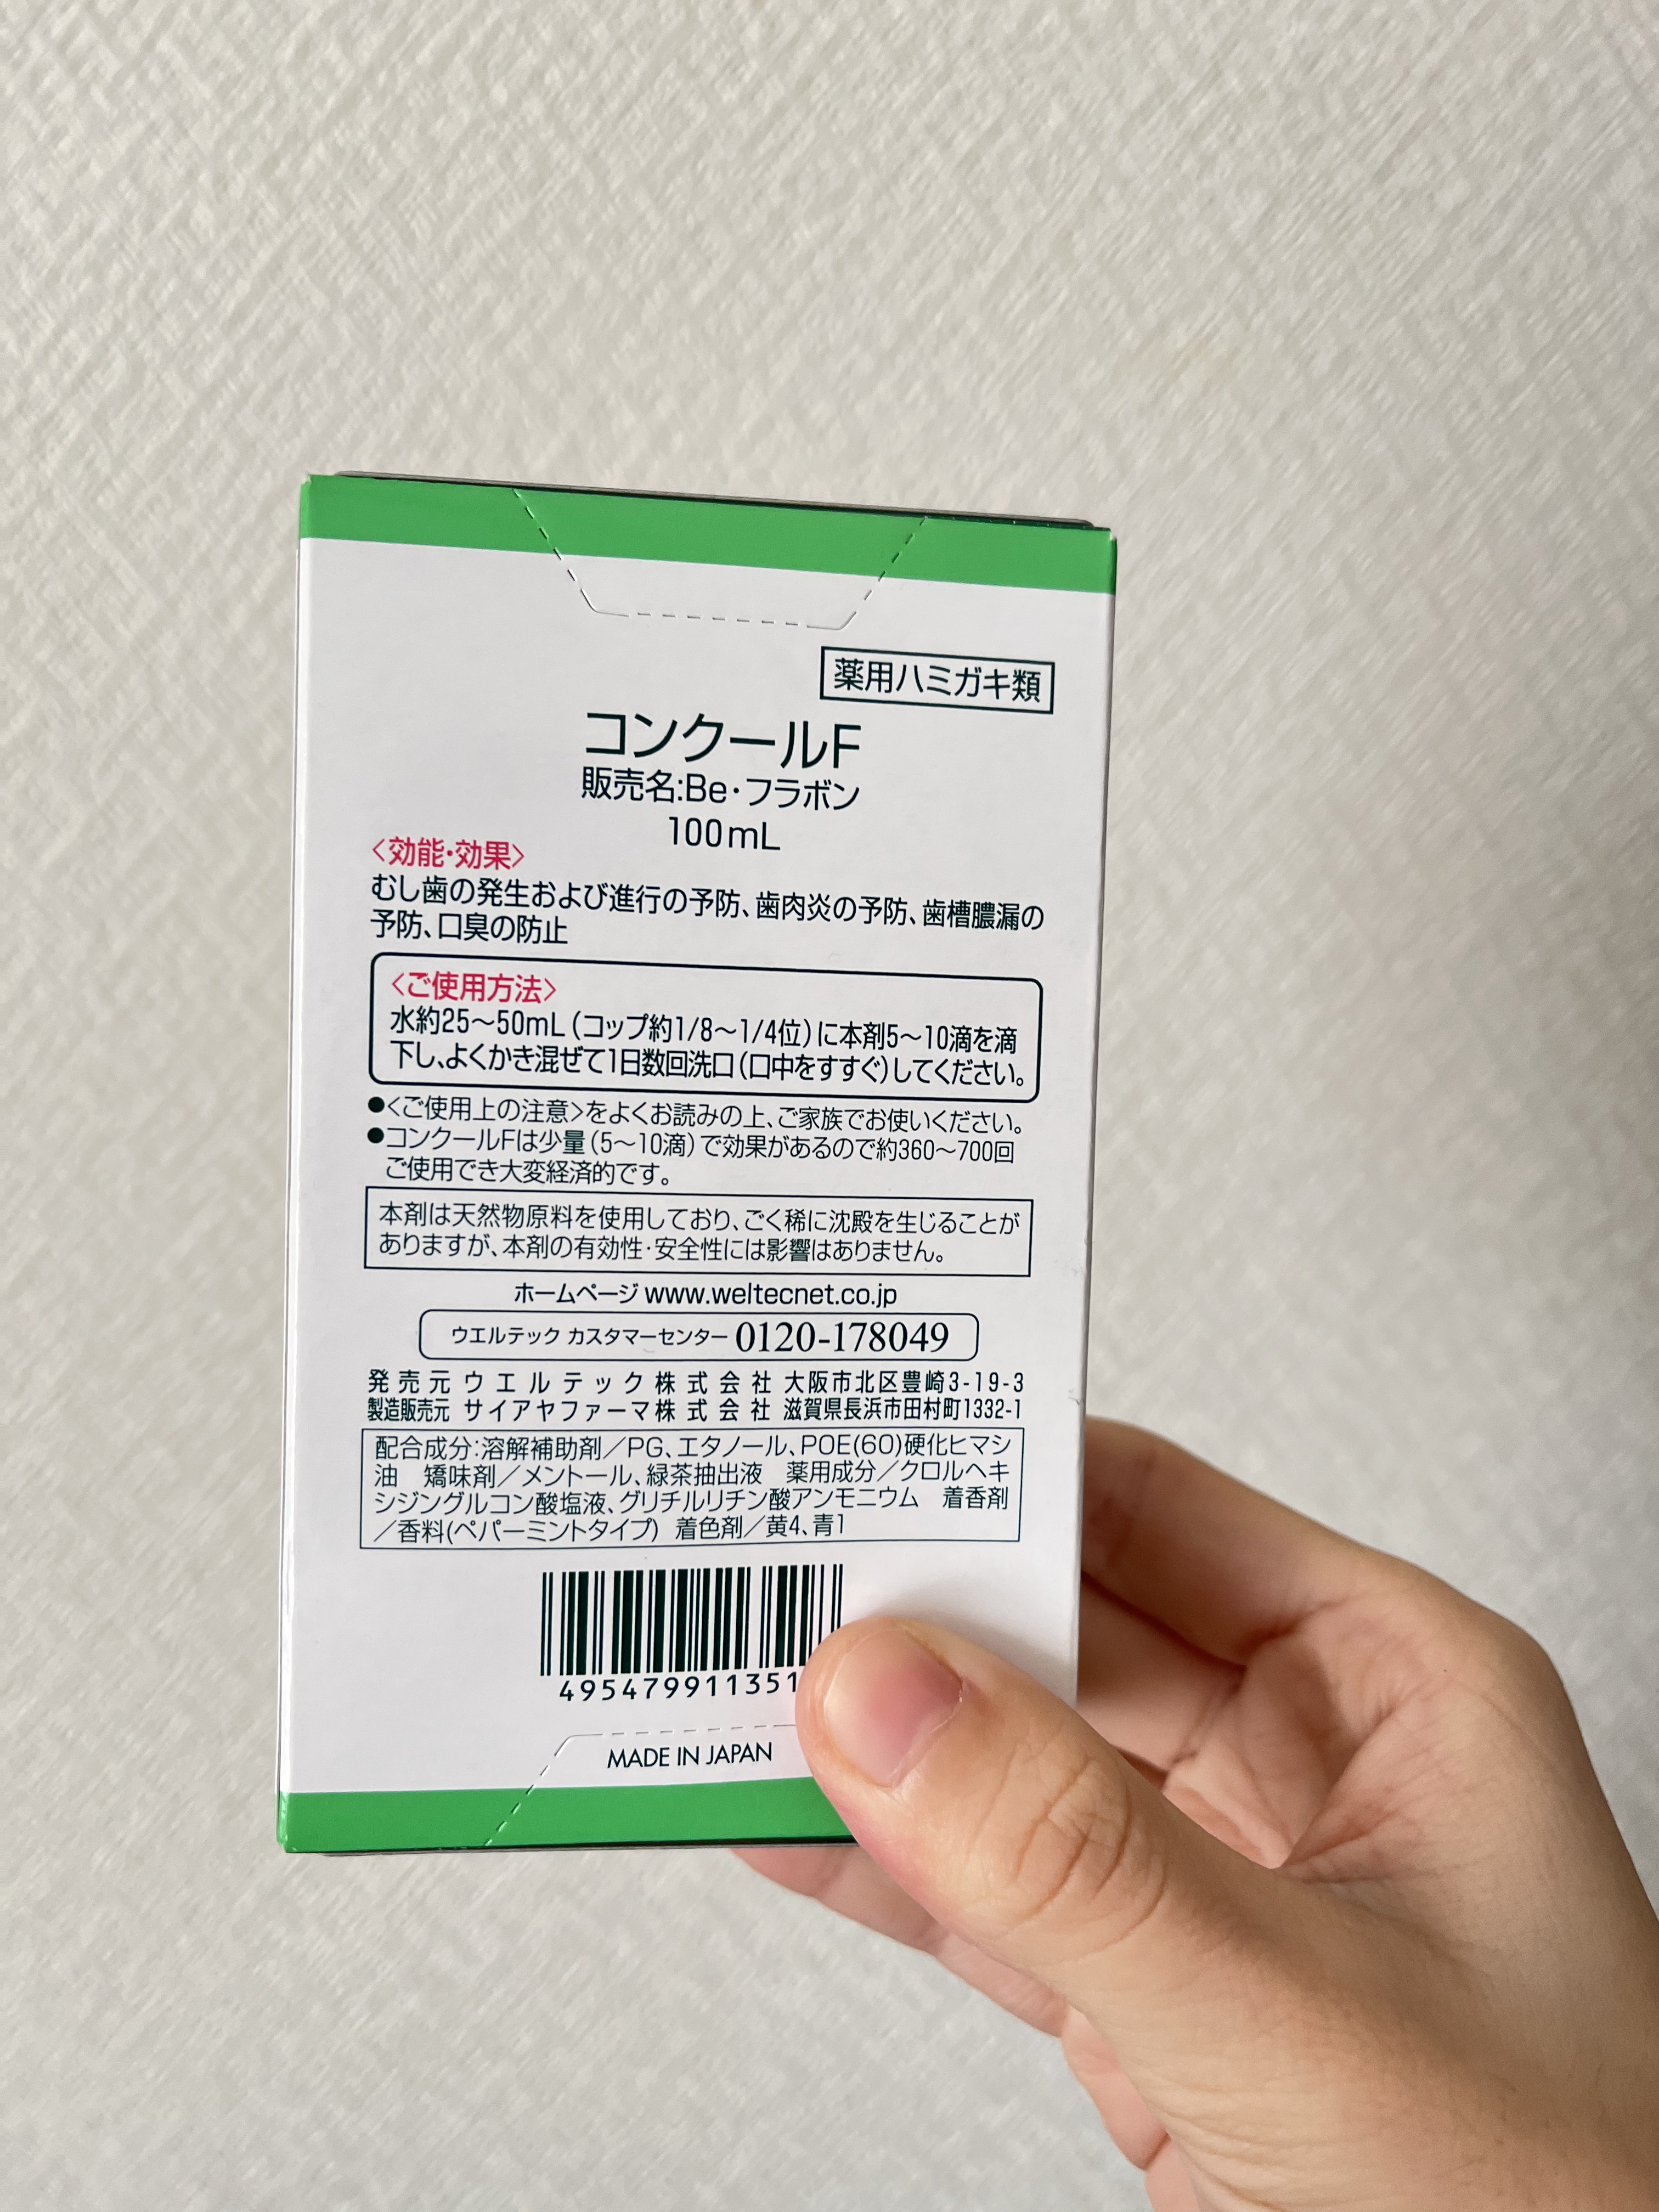 薬用ハミガキ類
コンクールF
販売名:Be・フラボン
100mL
〈効能・効果〉
むし歯の発生および進行の予防、歯肉炎の予防、歯槽膿漏の
予防、口臭の防止
〈ご使用方法〉
水約25〜50mL(コップ約1/8〜1/4位)に本剤5〜10滴を滴
下し、よくかき混ぜて1日数回洗口(口中をすすぐ)してください。
●〈ご使用上の注意〉をよくお読みの上、ご家族でお使いください。
●コンクールFは少量(5〜10滴)で効果があるので約360〜700回
ご使用でき大変経済的です。
本剤は天然物原料を使用しており、ごく稀に沈殿を生じることが
ありますが、本剤の有効性・安全性には影響はありません。
ホームページ www.weltecnet.co.jp
ウエルテック カスタマーセンター 0120-178049
発売元 ウエルテック株式会社 大阪市北区豊崎3-19-3
製造販売元 サイアヤファーマ株式会社 滋賀県長浜市田村町1332-1
配合成分:溶解補助剤/PG、エタノール、POE(60)硬化ヒマシ
油 矯味剤/メントール、緑茶抽出液 薬用成分/クロルヘキ
シジングルコン酸塩液、グリチルリチン酸アンモニウム 着香剤
/香料(ペパーミントタイプ) 着色剤/黄4、青1
495479911351
MADE IN JAPAN